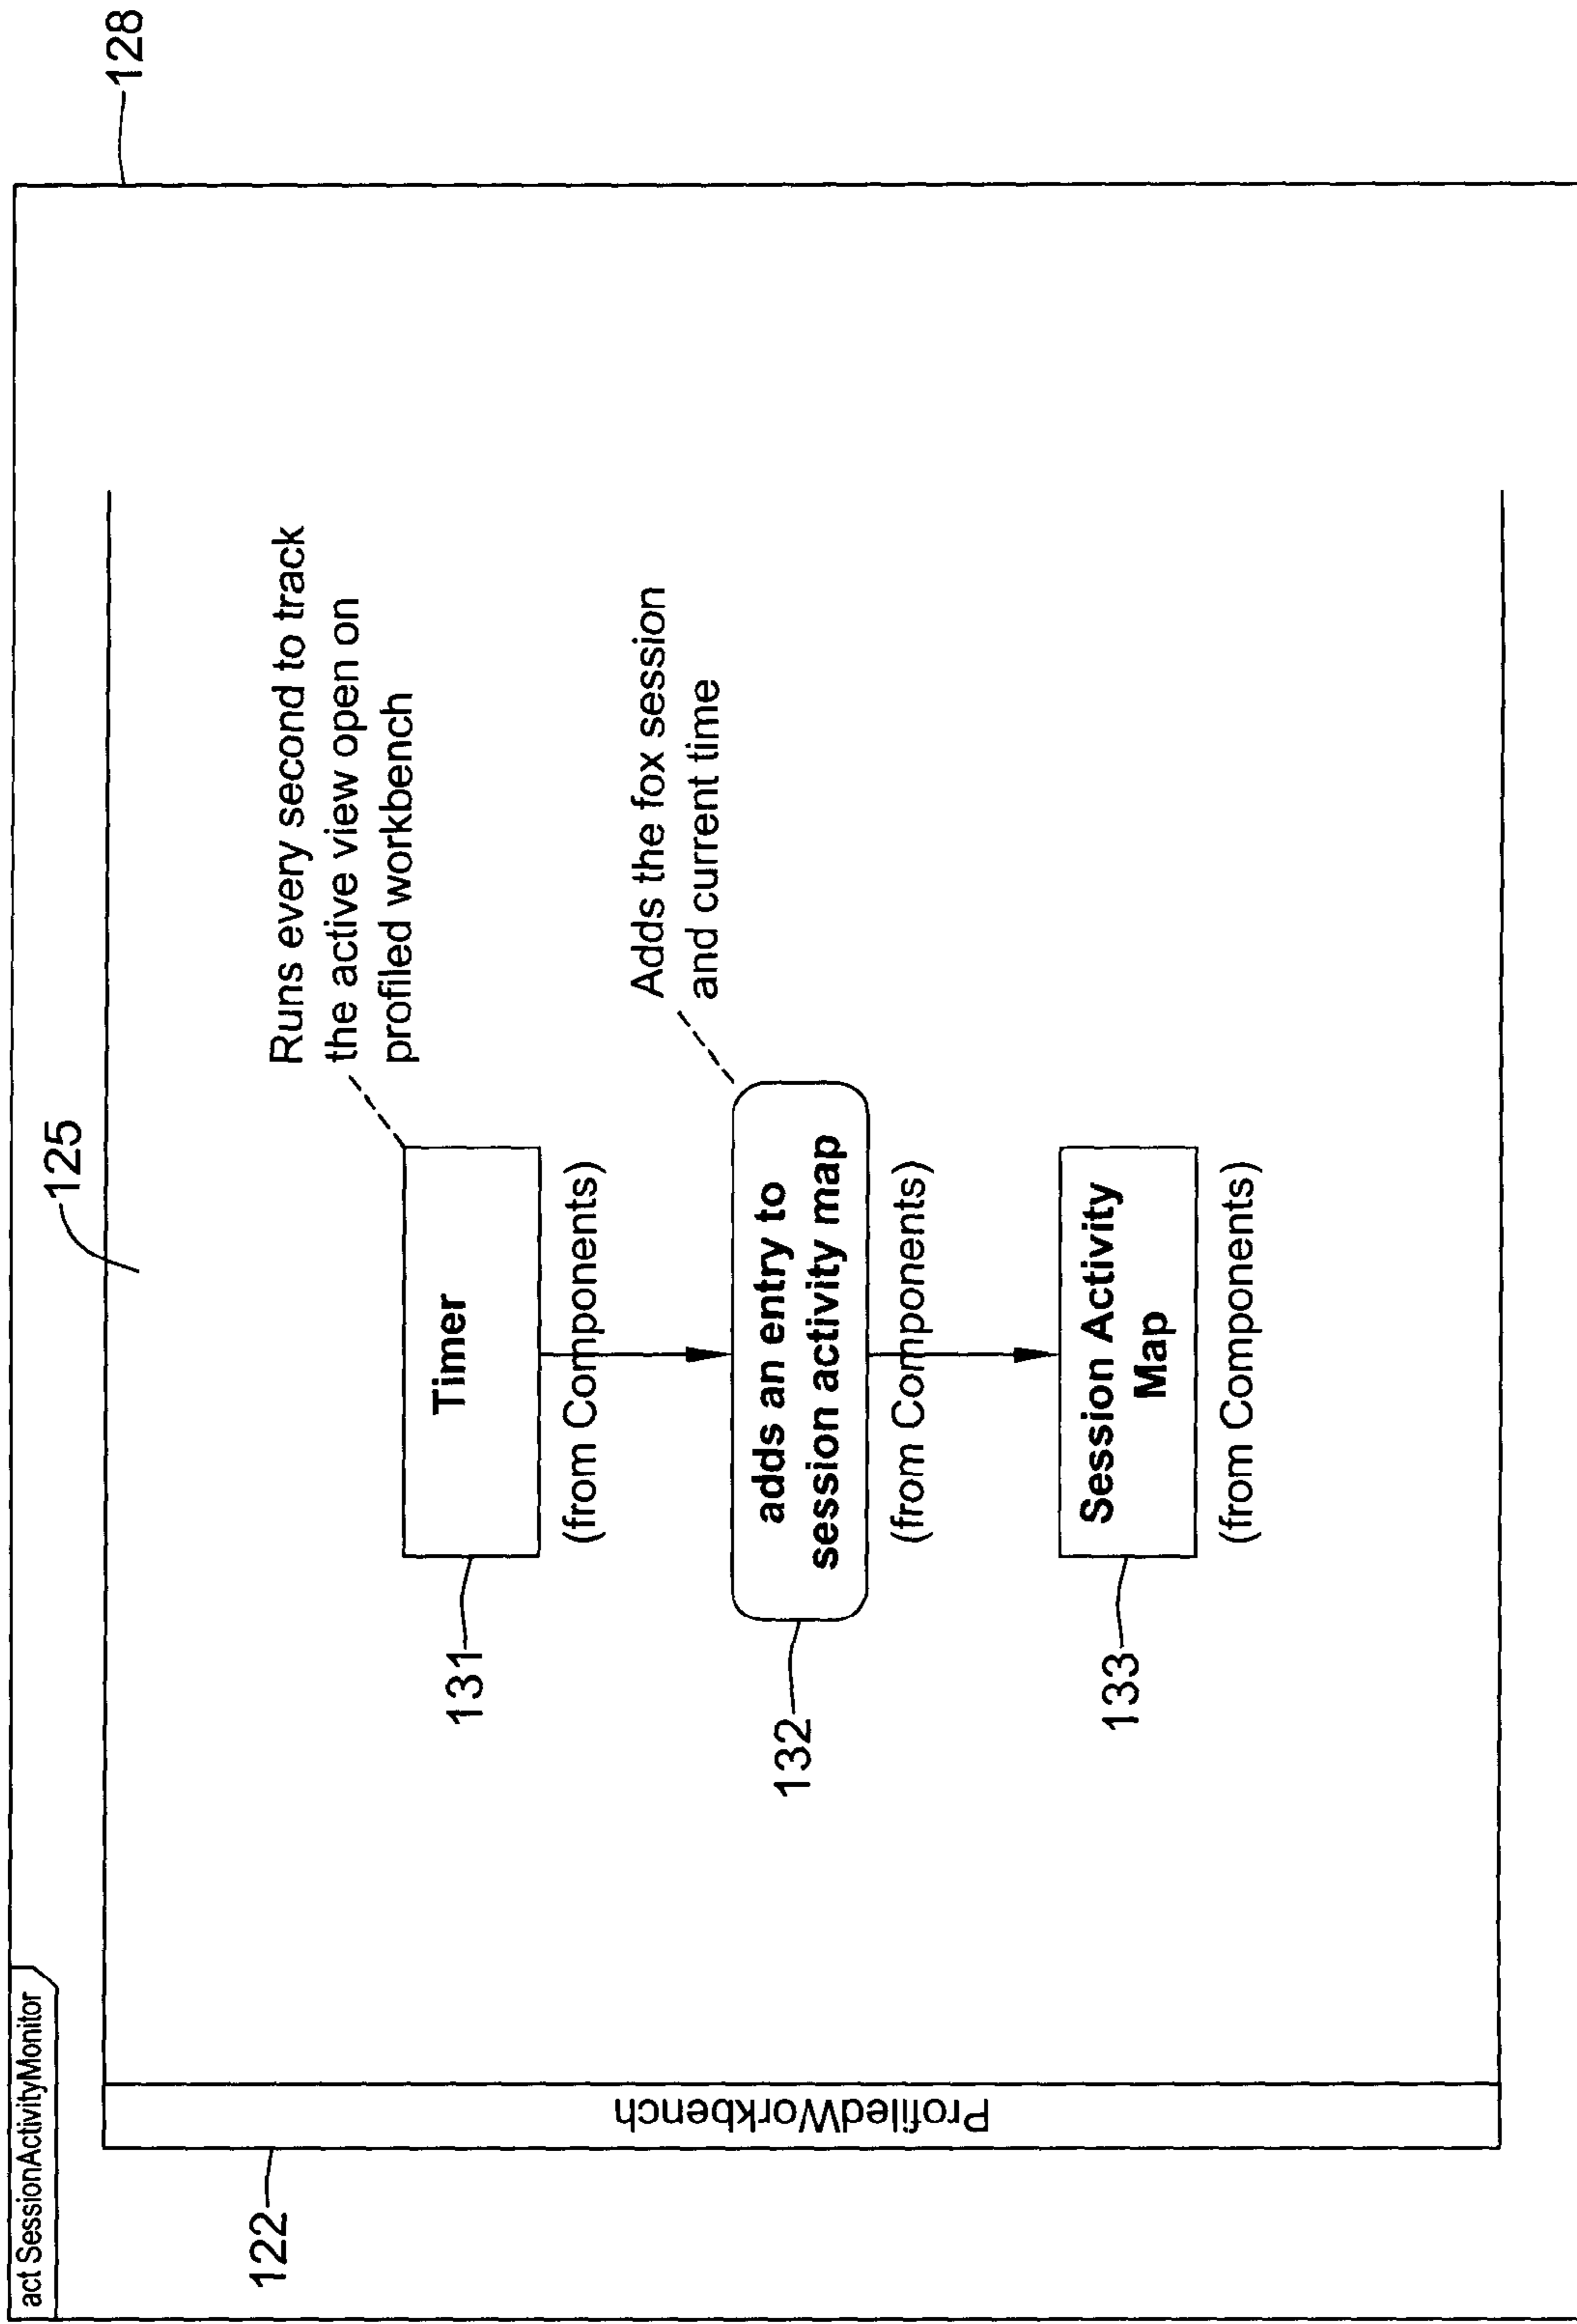 act SessionActivityMonitor
128
125
122
ProfiledWorkbench
Runs every second to track
the active view open on
profiled workbench
131
Timer
(from Components)
Adds the fox session
and current time
132
adds an entry to
session activity map
(from Components)
133
Session Activity
Map
(from Components)